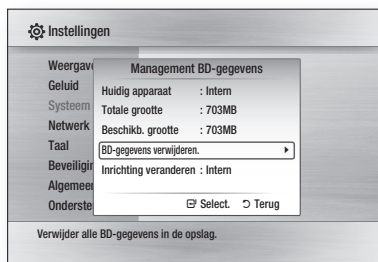 Instellingen
Weergav
Management BD-gegevens
Geluid
Huidig apparaat : Intern
Systeem
Totale grootte : 703MB
Netwerk
Beschikb. grootte : 703MB
Taal
BD-gegevens verwijderen.
Beveiligin
Inrichting veranderen : Intern
Algemeen
Onderste
Select. Terug
Verwijder alle BD-gegevens in de opslag.